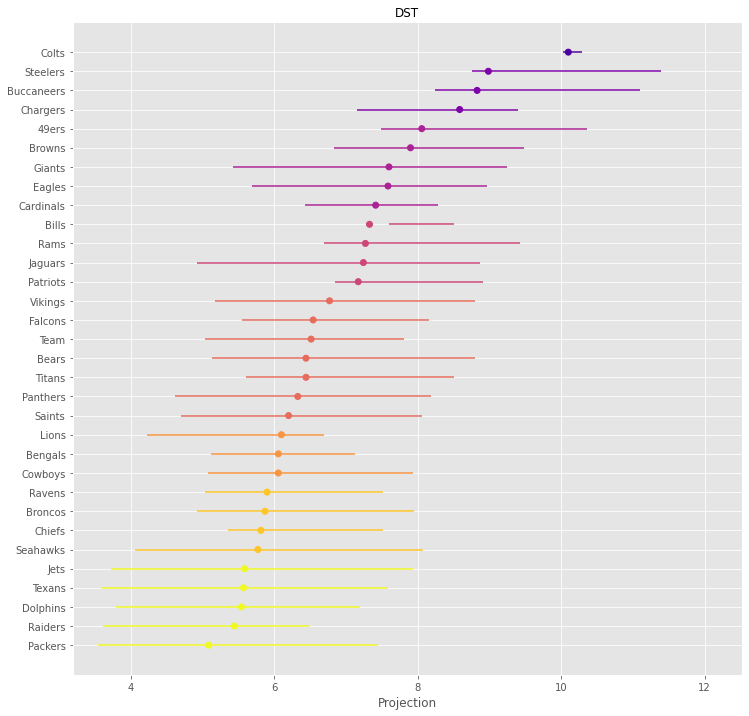 DST
Colts
Steelers
Buccaneers
Chargers
49ers
Browns
Giants
Eagles
Cardinals
Bills
Rams
Jaguars
Patriots
Vikings
Falcons
Team
Bears
Titans
Panthers
Saints
Lions
Bengals
Cowboys
Ravens
Broncos
Chiefs
Seahawks
Jets
Texans
Dolphins
Raiders
Packers
4 6 8 10 12
Projection